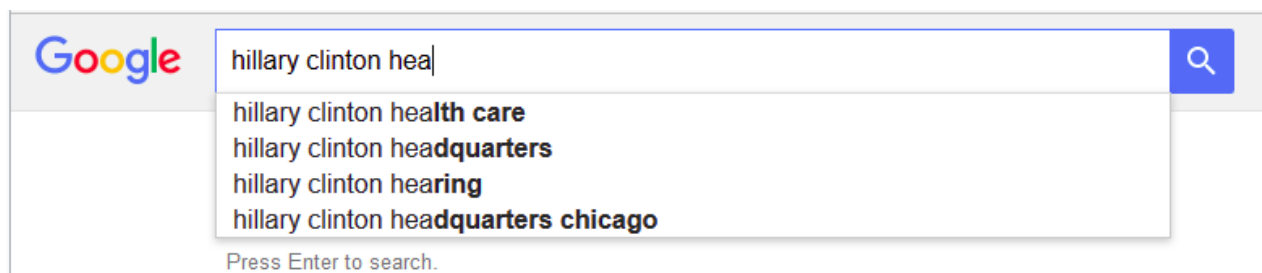 Google
hillary clinton hea
hillary clinton health care
hillary clinton headquarters
hillary clinton hearing
hillary clinton headquarters chicago
Press Enter to search.